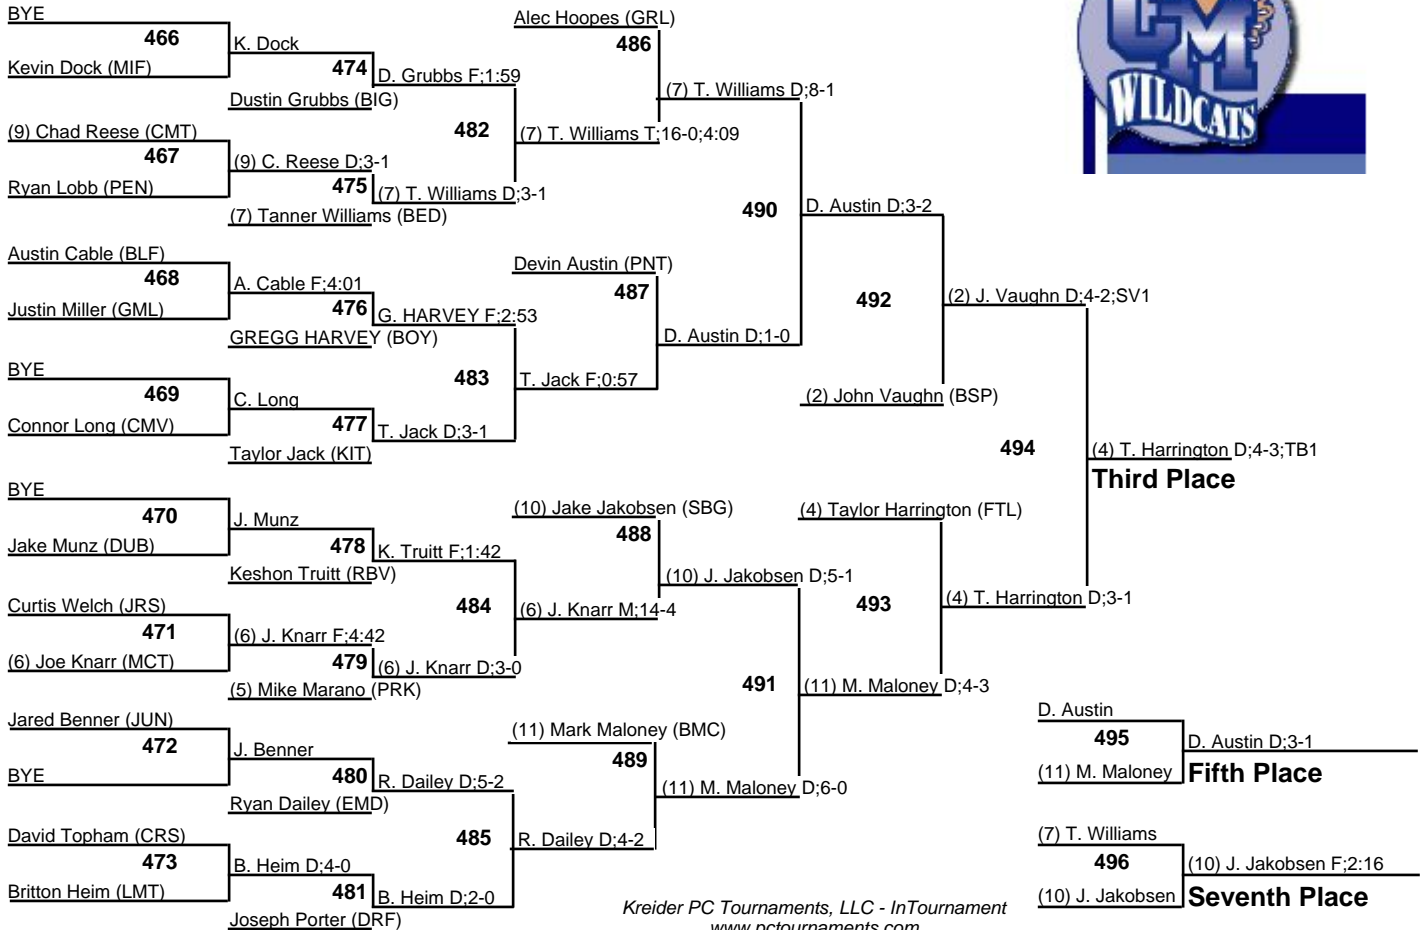 BYE
466
Kevin Dock (MIF)
K. Dock
474
Dustin Grubbs (BIG)
D. Grubbs F;1:59
(9) Chad Reese (CMT)
467
Ryan Lobb (PEN)
(9) C. Reese D;3-1
475
(7) Tanner Williams (BED)
(7) T. Williams D;3-1
482
(7) T. Williams T;16-0;4:09
Alec Hoopes (GRL)
486
(7) T. Williams D;8-1
Austin Cable (BLF)
468
Justin Miller (GML)
A. Cable F;4:01
476
GREGG HARVEY (BOY)
G. HARVEY F;2:53
BYE
469
Connor Long (CMV)
C. Long
477
Taylor Jack (KIT)
T. Jack D;3-1
483
T. Jack F;0:57
Devin Austin (PNT)
487
D. Austin D;1-0
490
D. Austin D;3-2
492
(2) John Vaughn (BSP)
(2) J. Vaughn D;4-2;SV1
BYE
470
Jake Munz (DUB)
J. Munz
478
Keshon Truitt (RBV)
K. Truitt F;1:42
Curtis Welch (JRS)
471
(6) Joe Knarr (MCT)
(6) J. Knarr F;4:42
479
(5) Mike Marano (PRK)
(6) J. Knarr D;3-0
484
(6) J. Knarr M;14-4
(10) Jake Jakobsen (SBG)
488
(10) J. Jakobsen D;5-1
Jared Benner (JUN)
472
BYE
J. Benner
480
Ryan Dailey (EMD)
R. Dailey D;5-2
David Topham (CRS)
473
Britton Heim (LMT)
B. Heim D;4-0
481
Joseph Porter (DRF)
B. Heim D;2-0
485
R. Dailey D;4-2
(11) Mark Maloney (BMC)
489
(11) M. Maloney D;6-0
491
(11) M. Maloney D;4-3
(4) Taylor Harrington (FTL)
493
(4) T. Harrington D;3-1
494
(4) T. Harrington D;4-3;TB1
Third Place
D. Austin
495
(11) M. Maloney
D. Austin D;3-1
Fifth Place
(7) T. Williams
496
(10) J. Jakobsen
(10) J. Jakobsen F;2:16
Seventh Place
CM
WILDCATS
Kreider PC Tournaments, LLC - InTournament
www.pctournaments.com